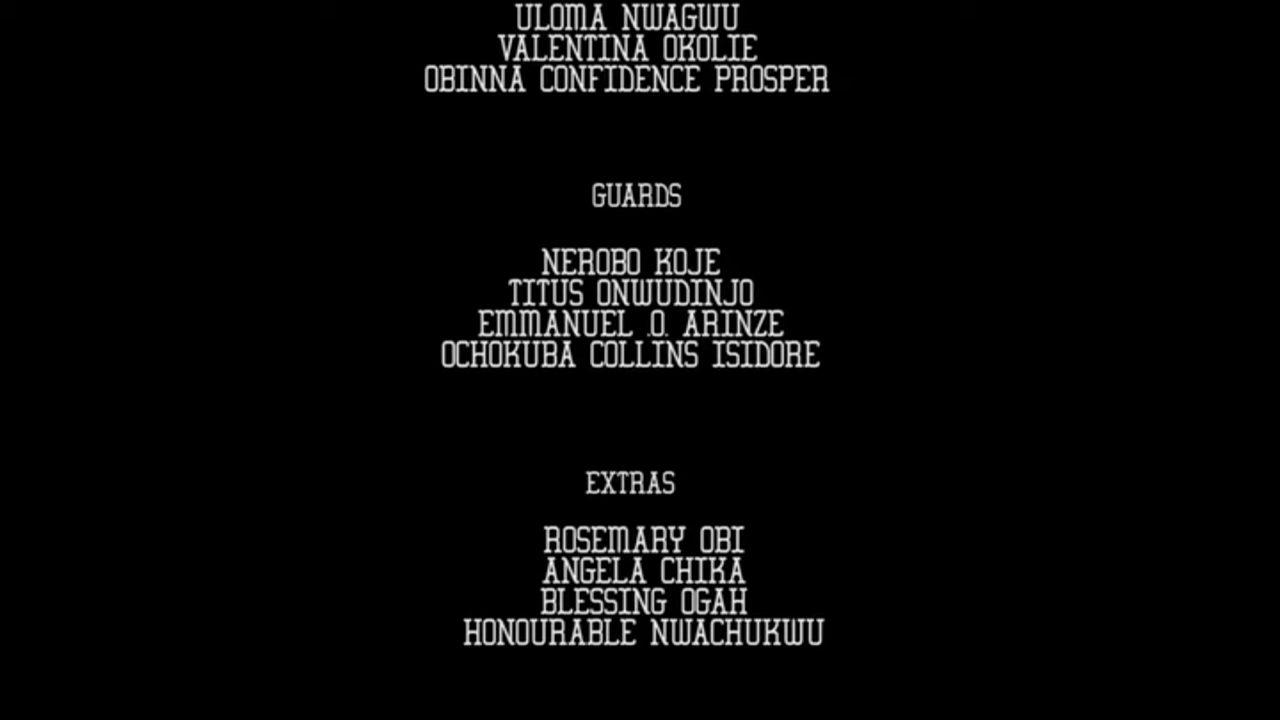 ULOMA NWAGWU
VALENTINA OKOLIE
OBINNA CONFIDENCE PROSPER
GUARDS
NEROBO KOJE
TITUS ONWUDINJO
EMMANUEL .O. ARINZE
OCHOKUBA COLLINS ISIDORE
EXTRAS
ROSEMARY OBI
ANGELA CHIKA
BLESSING OGAH
HONOURABLE NWACHUKWU